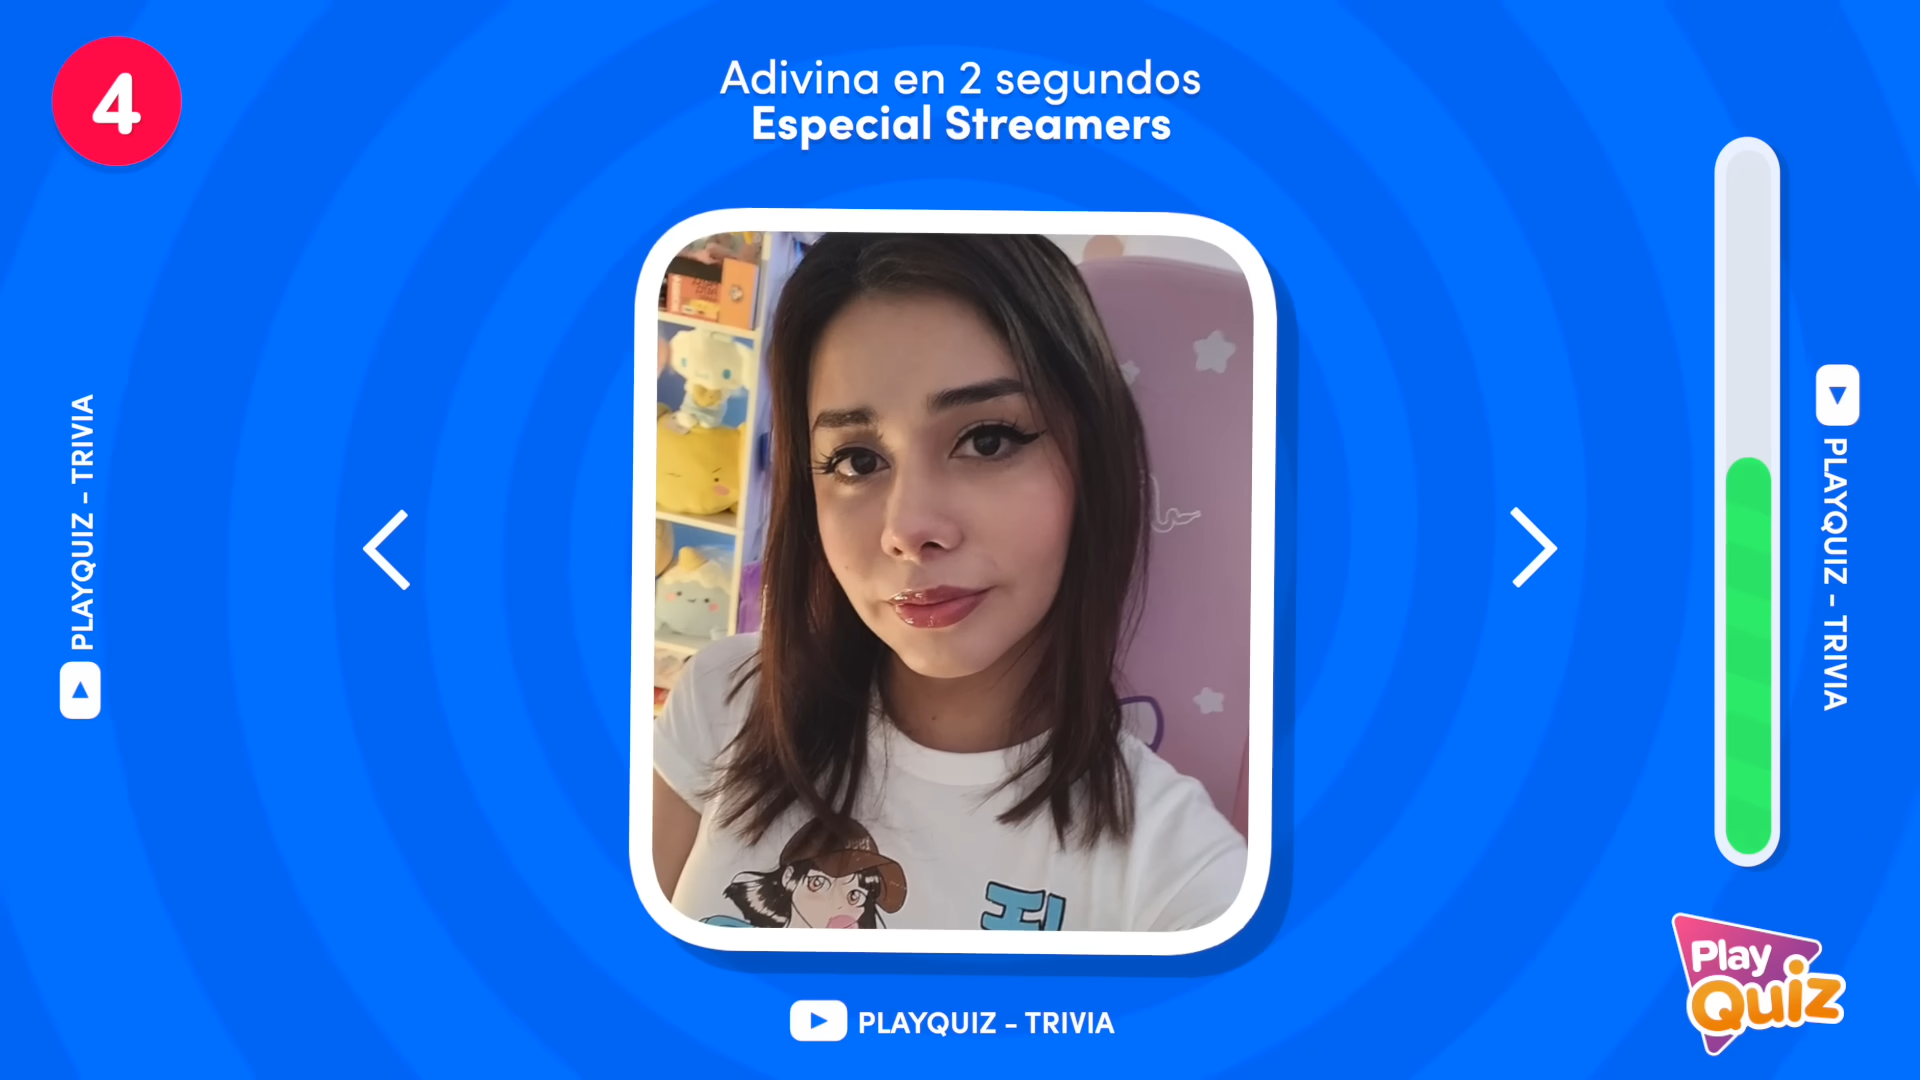 4
Adivina en 2 segundos
Especial Streamers
PLAYQUIZ - TRIVIA
PLAYQUIZ - TRIVIA
PLAYQUIZ - TRIVIA
Play
Quiz